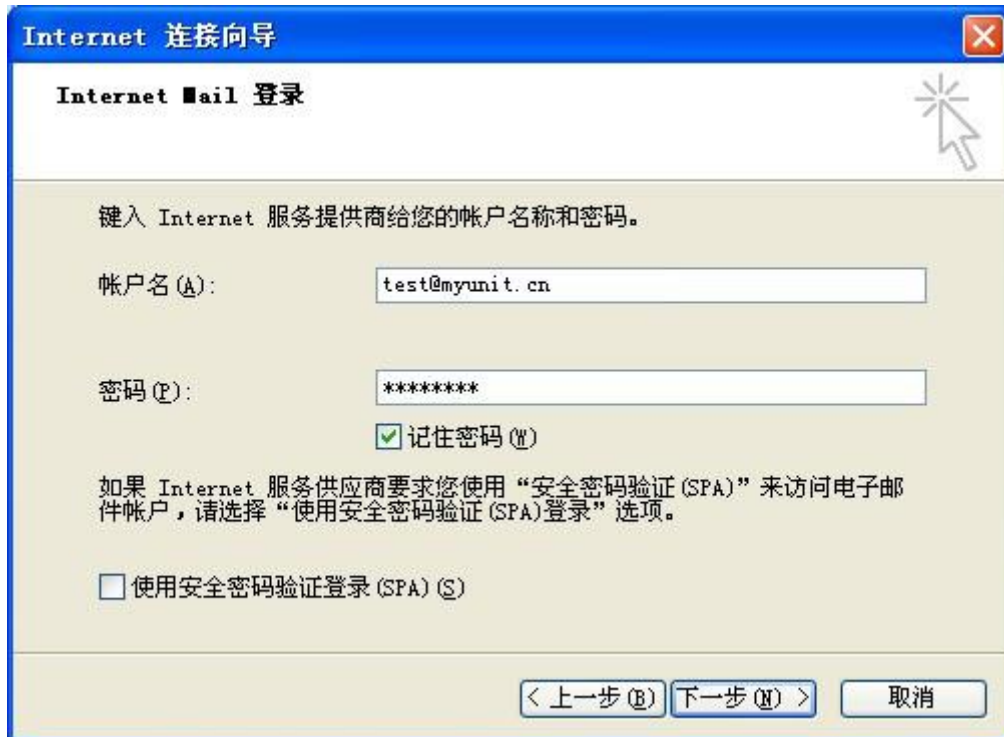 Internet 连接向导
Internet Mail 登录
键入 Internet 服务提供商给您的帐户名称和密码。
帐户名(A):
test@myunit.cn
密码(P):
********
记住密码(W)
如果 Internet 服务供应商要求您使用“安全密码验证(SPA)”来访问电子邮
件帐户，请选择“使用安全密码验证(SPA)登录”选项。
使用安全密码验证登录(SPA)(S)
< 上一步(B) 下一步(N) > 取消